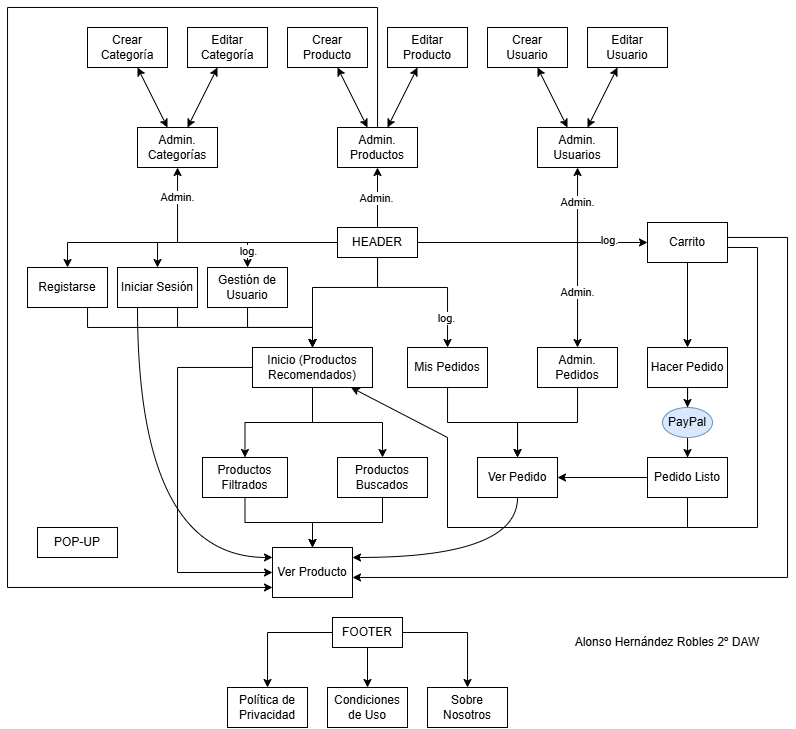 Crear
Categoría
Editar
Categoría
Crear
Producto
Editar
Producto
Crear
Usuario
Editar
Usuario
Admin.
Categorías
Admin.
Productos
Admin.
Usuarios
Admin.
Admin.
Admin.
HEADER
log.
log.
Carrito
Registarse
Iniciar Sesión
Gestión de
Usuario
Admin.
log.
Inicio (Productos
Recomendados)
Mis Pedidos
Admin.
Pedidos
Hacer Pedido
PayPal
Productos
Filtrados
Productos
Buscados
Ver Pedido
Pedido Listo
POP-UP
Ver Producto
FOOTER
Alonso Hernández Robles 2º DAW
Política de
Privacidad
Condiciones
de Uso
Sobre
Nosotros